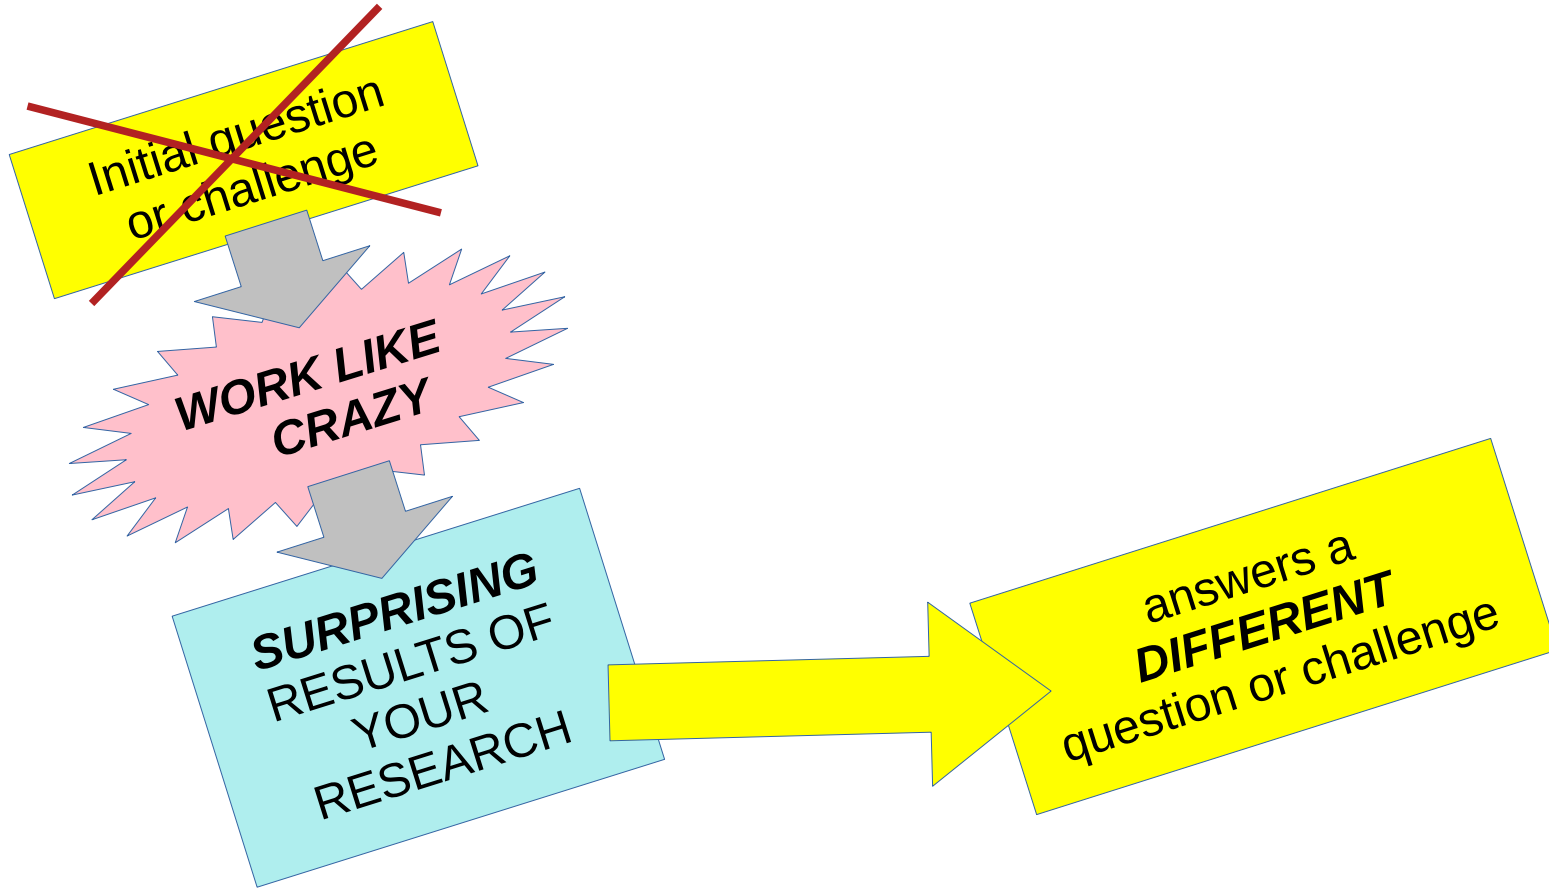 Initial question
or challenge
WORK LIKE
CRAZY
SURPRISING
RESULTS OF
YOUR
RESEARCH
answers a
DIFFERENT
question or challenge